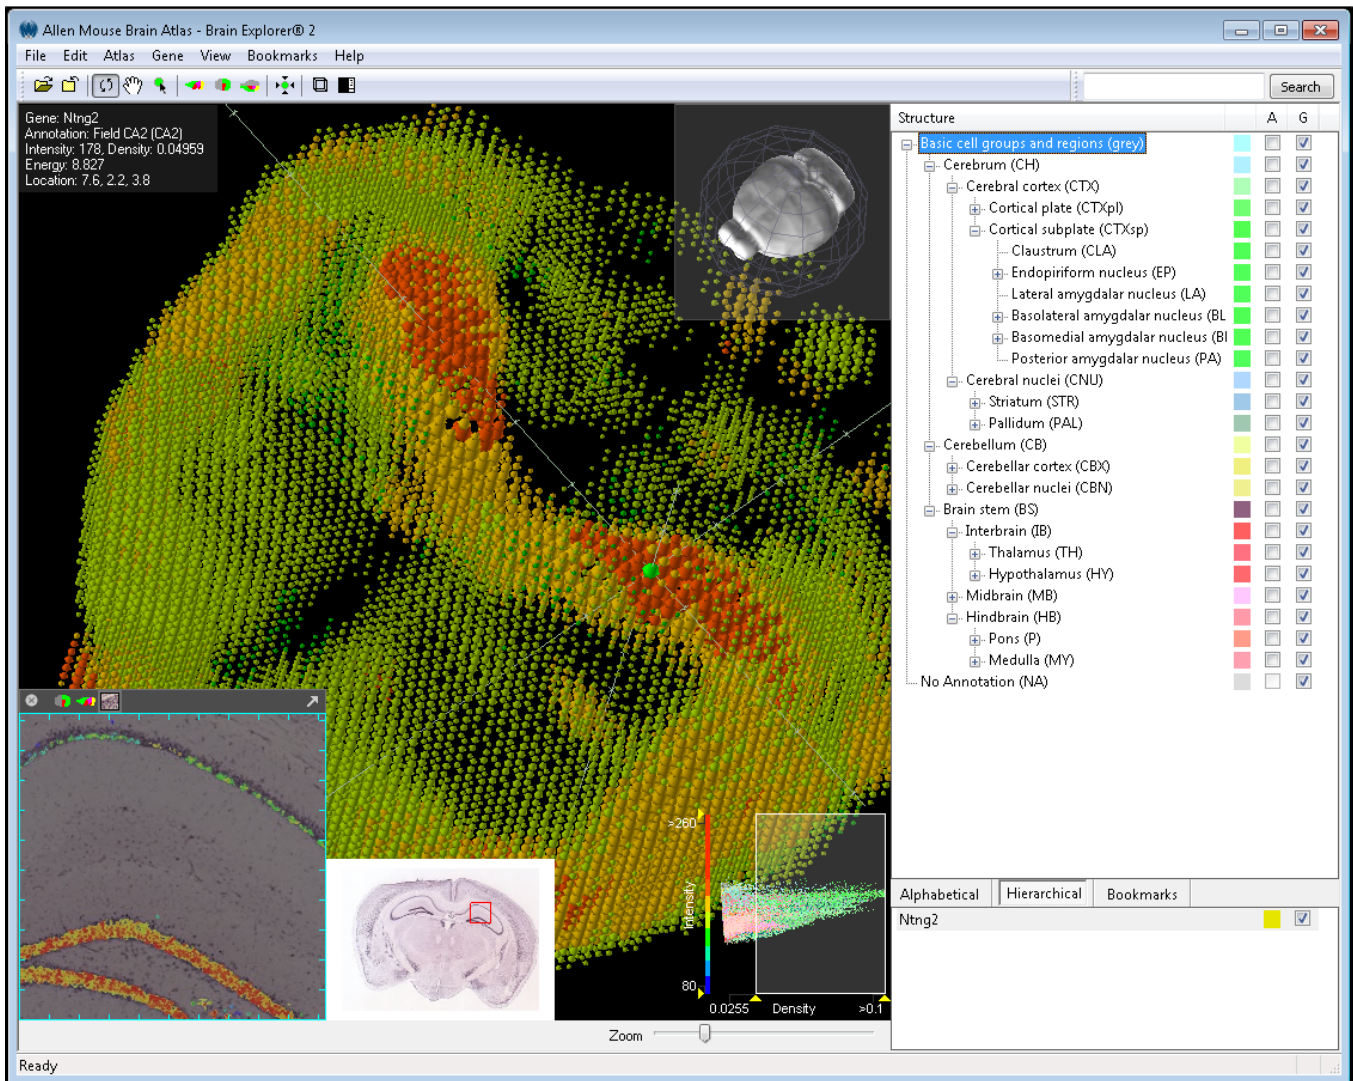 Allen Mouse Brain Atlas - Brain Explorer® 2
File Edit Atlas Gene View Bookmarks Help
Search
Gene: Ntng2
Annotation: Field CA2 (CA2)
Intensity: 178, Density: 0.04959
Energy: 8.827
Location: 7.6, 2.2, 3.8
Structure A G
Basic cell groups and regions (grey)
Cerebrum (CH)
Cerebral cortex (CTX)
Cortical plate (CTXpl)
Cortical subplate (CTXsp)
Claustrum (CLA)
Endopiriform nucleus (EP)
Lateral amygdalar nucleus (LA)
Basolateral amygdalar nucleus (BL
Basomedial amygdalar nucleus (BI
Posterior amygdalar nucleus (PA)
Cerebral nuclei (CNU)
Striatum (STR)
Pallidum (PAL)
Cerebellum (CB)
Cerebellar cortex (CBX)
Cerebellar nuclei (CBN)
Brain stem (BS)
Interbrain (IB)
Thalamus (TH)
Hypothalamus (HY)
Midbrain (MB)
Hindbrain (HB)
Pons (P)
Medulla (MY)
No Annotation (NA)
>260
Intensity
80
0.0255 Density >0.1
Alphabetical Hierarchical Bookmarks
Ntng2
Zoom
Ready